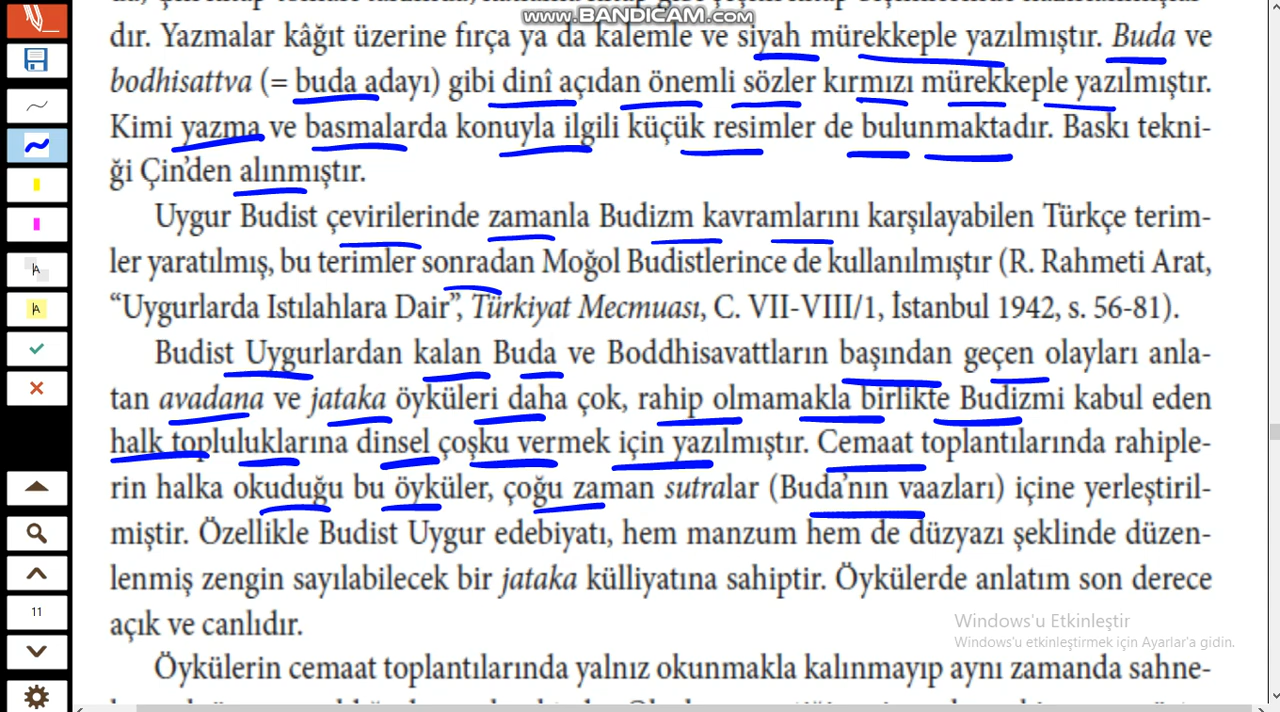 www.BANDICAM.com
dır. Yazmalar kâğıt üzerine fırça ya da kalemle ve siyah mürekkeple yazılmıştır. Buda ve
bodhisattva (= buda adayı) gibi dinî açıdan önemli sözler kırmızı mürekkeple yazılmıştır.
Kimi yazma ve basmalarda konuyla ilgili küçük resimler de bulunmaktadır. Baskı tekni-
ği Çin’den alınmıştır.
Uygur Budist çevirilerinde zamanla Budizm kavramlarını karşılayabilen Türkçe terim-
ler yaratılmış, bu terimler sonradan Moğol Budistlerince de kullanılmıştır (R. Rahmeti Arat,
“Uygurlarda Istılahlara Dair”, Türkiyat Mecmuası, C. VII-VIII/1, İstanbul 1942, s. 56-81).
Budist Uygurlardan kalan Buda ve Boddhisavattların başından geçen olayları anla-
tan avadana ve jataka öyküleri daha çok, rahip olmamakla birlikte Budizmi kabul eden
halk topluluklarına dinsel çoşku vermek için yazılmıştır. Cemaat toplantılarında rahiple-
rin halka okuduğu bu öyküler, çoğu zaman sutralar (Buda’nın vaazları) içine yerleştiril-
miştir. Özellikle Budist Uygur edebiyatı, hem manzum hem de düzyazı şeklinde düzen-
lenmiş zengin sayılabilecek bir jataka külliyatına sahiptir. Öykülerde anlatım son derece
açık ve canlıdır.
Öykülerin cemaat toplantılarında yalnız okunmakla kalınmayıp aynı zamanda sahne-
11
Windows'u Etkinleştir
Windows'u etkinleştirmek için Ayarlar'a gidin.